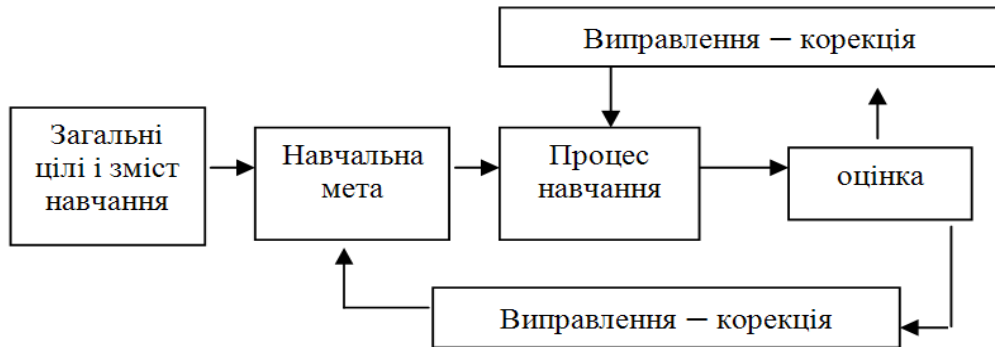 Виправлення – корекція
Загальні
цілі і зміст
навчання
Навчальна
мета
Процес
навчання
оцінка
Виправлення – корекція